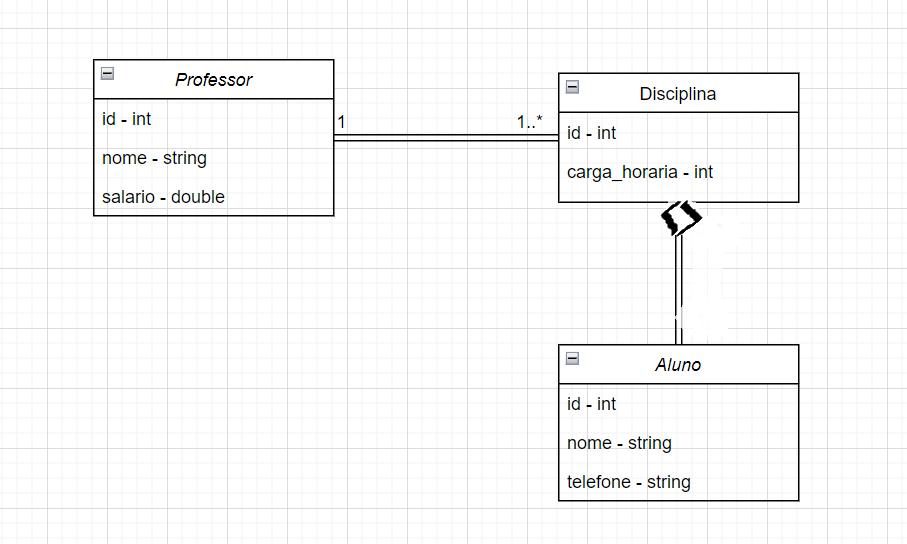 Professor
id - int
nome - string
salario - double
1
1..*
Disciplina
id - int
carga_horaria - int
Aluno
id - int
nome - string
telefone - string